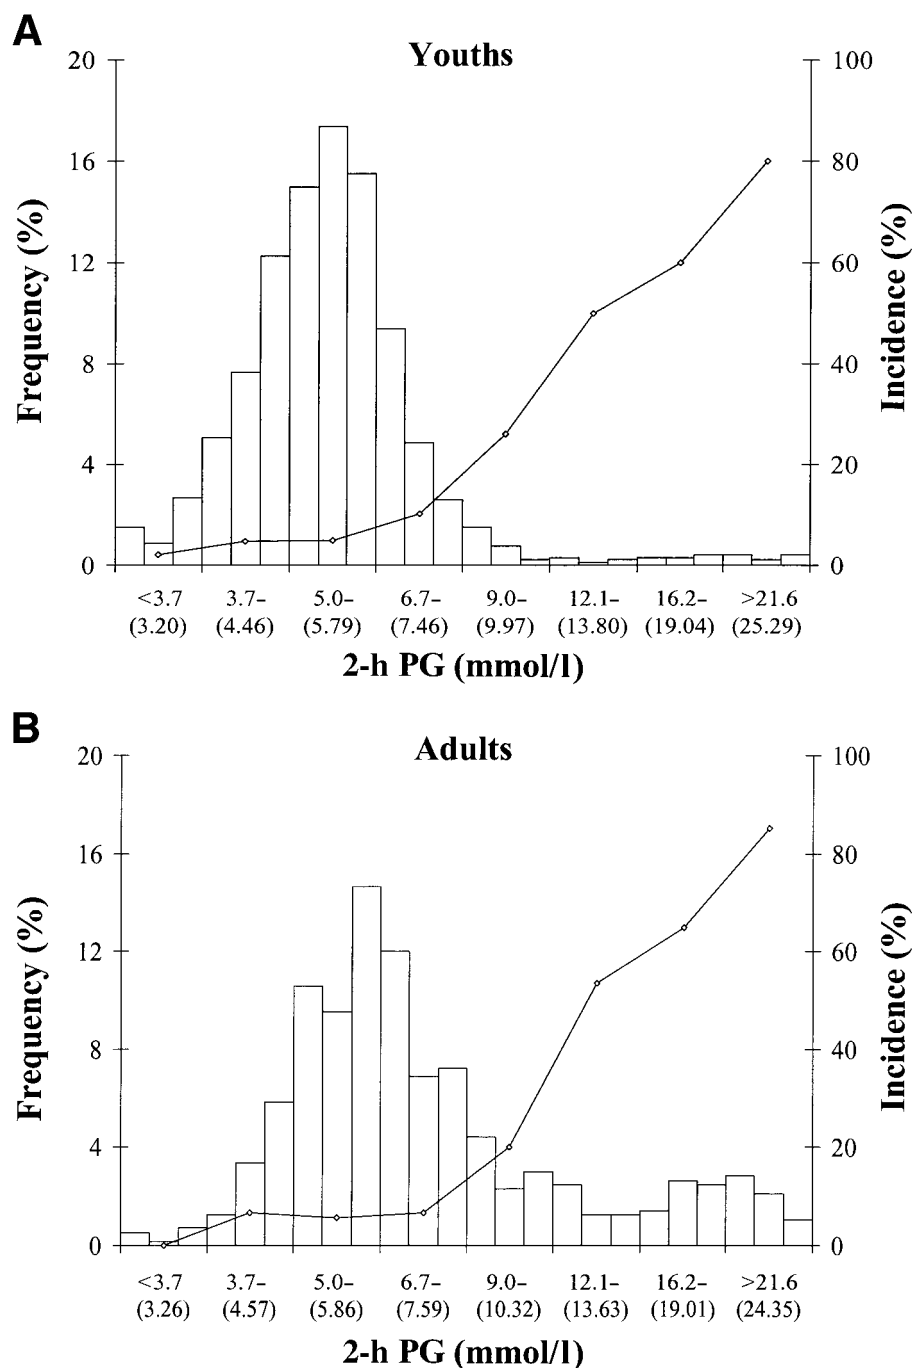 A
Youths
20
16
12
8
4
0
Frequency (%)
100
80
60
40
20
0
Incidence (%)
<3.7 3.7– 5.0– 6.7– 9.0– 12.1– 16.2– >21.6
(3.20) (4.46) (5.79) (7.46) (9.97) (13.80) (19.04) (25.29)
2-h PG (mmol/l)
B
Adults
20
16
12
8
4
0
Frequency (%)
100
80
60
40
20
0
Incidence (%)
<3.7 3.7– 5.0– 6.7– 9.0– 12.1– 16.2– >21.6
(3.26) (4.57) (5.86) (7.59) (10.32) (13.63) (19.01) (24.35)
2-h PG (mmol/l)